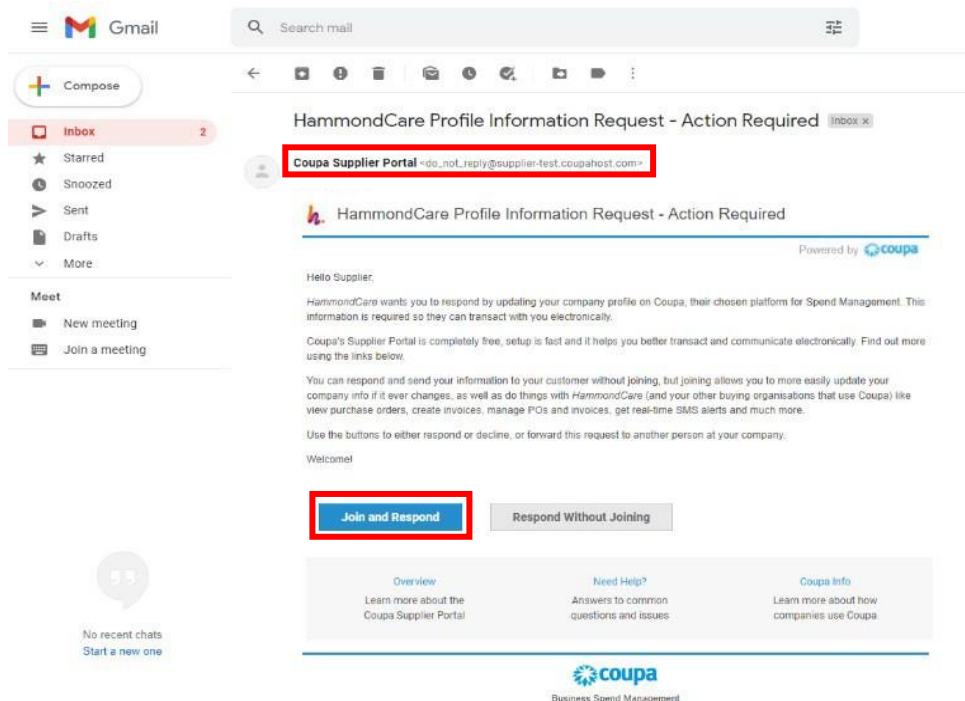 Gmail
Search mail
Compose
HammondCare Profile Information Request - Action Required Inbox x
Inbox 2
Starred
Snoozed
Sent
Drafts
More
Meet
New meeting
Join a meeting
No recent chats
Start a new one
Coupa Supplier Portal <do_not_reply@supplier-test.coupahost.com>
h. HammondCare Profile Information Request - Action Required
Powered by coupa
Hello Supplier,
HammondCare wants you to respond by updating your company profile on Coupa, their chosen platform for Spend Management. This
information is required so they can transact with you electronically.
Coupa's Supplier Portal is completely free, setup is fast and it helps you better transact and communicate electronically. Find out more
using the links below.
You can respond and send your information to your customer without joining, but joining allows you to more easily update your
company info if it ever changes, as well as do things with HammondCare (and your other buying organisations that use Coupa) like
view purchase orders, create invoices, manage POs and invoices, get real-time SMS alerts and much more.
Use the buttons to either respond or decline, or forward this request to another person at your company.
Welcome!
Join and Respond
Respond Without Joining
Overview
Learn more about the
Coupa Supplier Portal
Need Help?
Answers to common
questions and issues
Coupa Info
Learn more about how
companies use Coupa
coupa
Business Spend Management